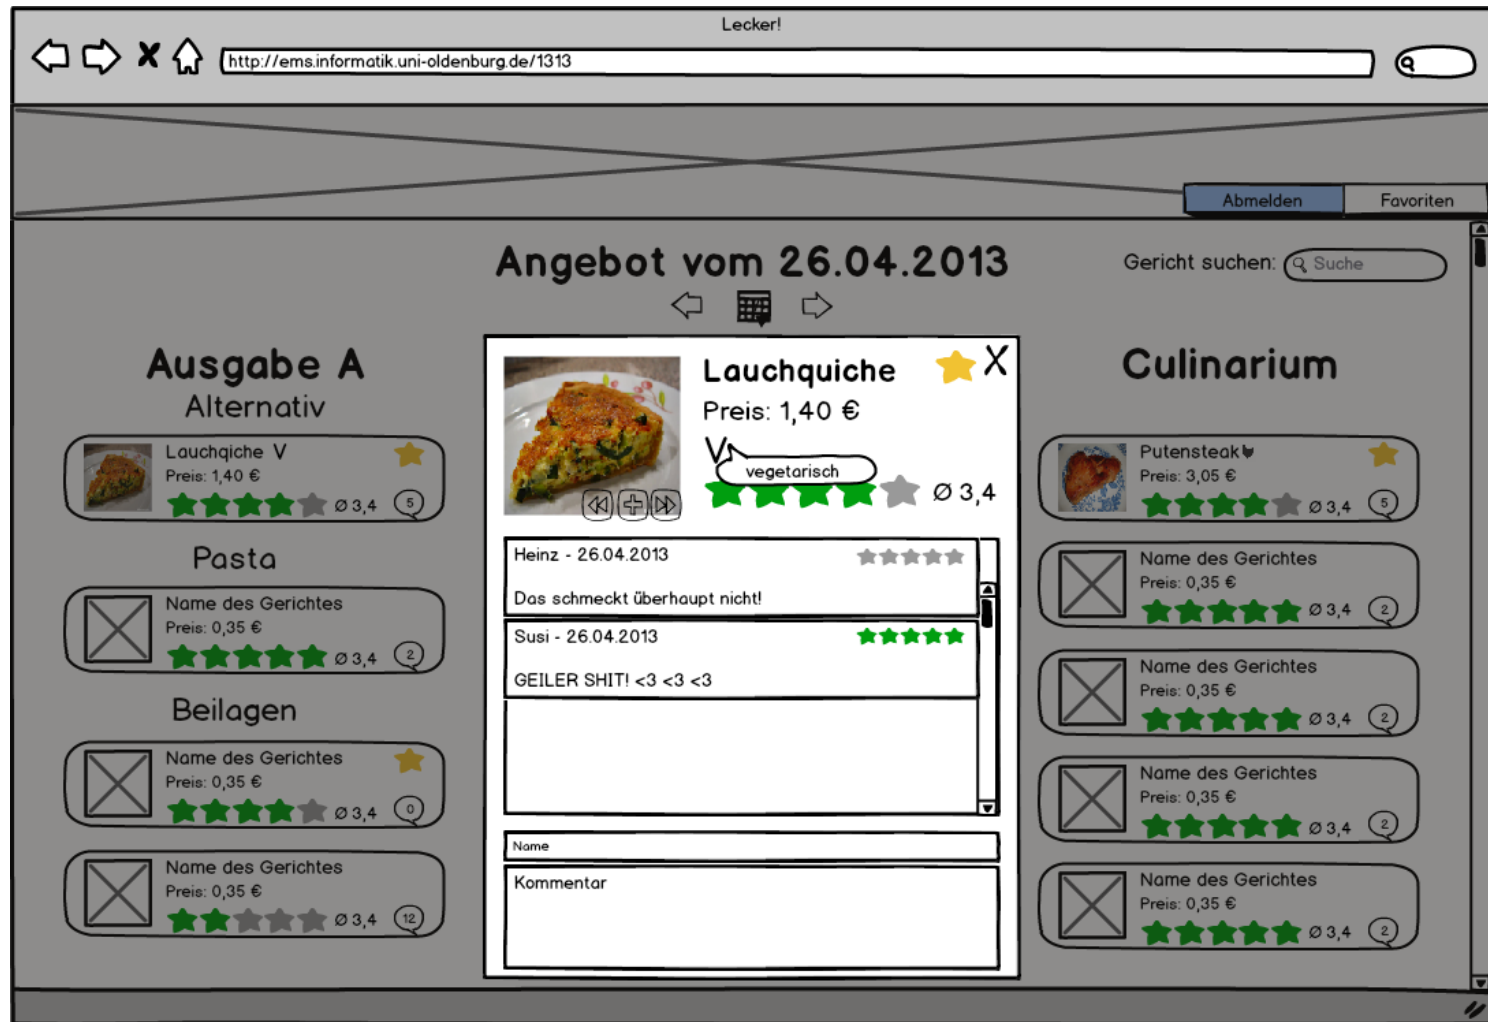 Lecker!
http://ems.informatik.uni-oldenburg.de/1313
Abmelden
Favoriten
Angebot vom 26.04.2013
Gericht suchen:
Suche
Ausgabe A
Alternativ
Lauchqiche V
Preis: 1,40 €
Ø 3,4
5
Pasta
Name des Gerichtes
Preis: 0,35 €
Ø 3,4
2
Beilagen
Name des Gerichtes
Preis: 0,35 €
Ø 3,4
0
Name des Gerichtes
Preis: 0,35 €
Ø 3,4
12
Lauchquiche
X
Preis: 1,40 €
V
vegetarisch
Ø 3,4
Heinz - 26.04.2013
Das schmeckt überhaupt nicht!
Susi - 26.04.2013
GEILER SHIT! <3 <3 <3
Name
Kommentar
Culinarium
Putensteak
Preis: 3,05 €
Ø 3,4
5
Name des Gerichtes
Preis: 0,35 €
Ø 3,4
2
Name des Gerichtes
Preis: 0,35 €
Ø 3,4
2
Name des Gerichtes
Preis: 0,35 €
Ø 3,4
2
Name des Gerichtes
Preis: 0,35 €
Ø 3,4
2